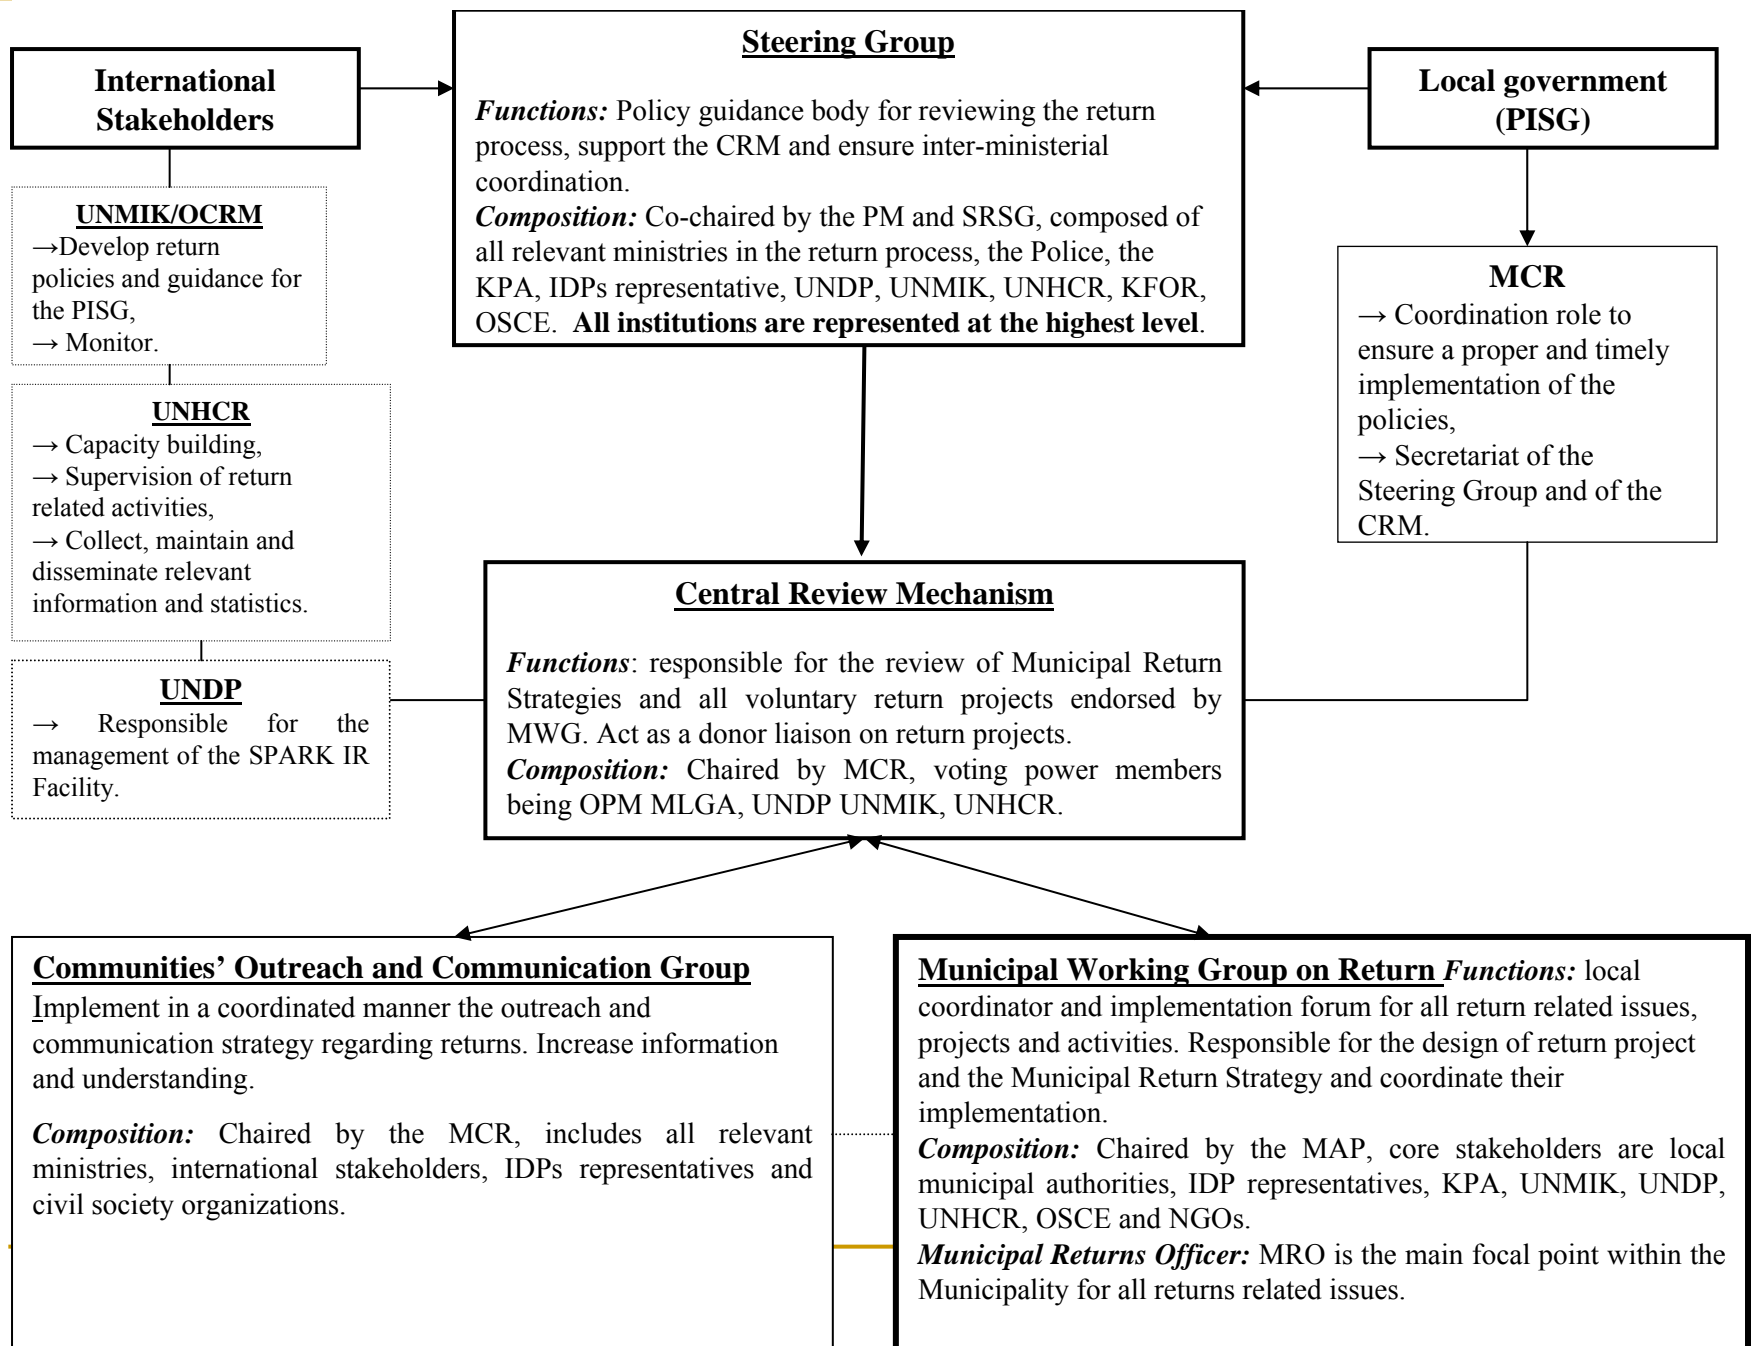 Steering Group
Functions: Policy guidance body for reviewing the return
process, support the CRM and ensure inter-ministerial
coordination.
Composition: Co-chaired by the PM and SRSG, composed of
all relevant ministries in the return process, the Police, the
KPA, IDPs representative, UNDP, UNMIK, UNHCR, KFOR,
OSCE. All institutions are represented at the highest level.
International
Stakeholders
Local government
(PISG)
UNMIK/OCRM
→Develop return
policies and guidance for
the PISG,
→ Monitor.
UNHCR
→ Capacity building,
→ Supervision of return
related activities,
→ Collect, maintain and
disseminate relevant
information and statistics.
UNDP
→ Responsible for the
management of the SPARK IR
Facility.
MCR
→ Coordination role to
ensure a proper and timely
implementation of the
policies,
→ Secretariat of the
Steering Group and of the
CRM.
Central Review Mechanism
Functions: responsible for the review of Municipal Return
Strategies and all voluntary return projects endorsed by
MWG. Act as a donor liaison on return projects.
Composition: Chaired by MCR, voting power members
being OPM MLGA, UNDP UNMIK, UNHCR.
Communities’ Outreach and Communication Group
Implement in a coordinated manner the outreach and
communication strategy regarding returns. Increase information
and understanding.
Composition: Chaired by the MCR, includes all relevant
ministries, international stakeholders, IDPs representatives and
civil society organizations.
Municipal Working Group on Return Functions: local
coordinator and implementation forum for all return related issues,
projects and activities. Responsible for the design of return project
and the Municipal Return Strategy and coordinate their
implementation.
Composition: Chaired by the MAP, core stakeholders are local
municipal authorities, IDP representatives, KPA, UNMIK, UNDP,
UNHCR, OSCE and NGOs.
Municipal Returns Officer: MRO is the main focal point within the
Municipality for all returns related issues.